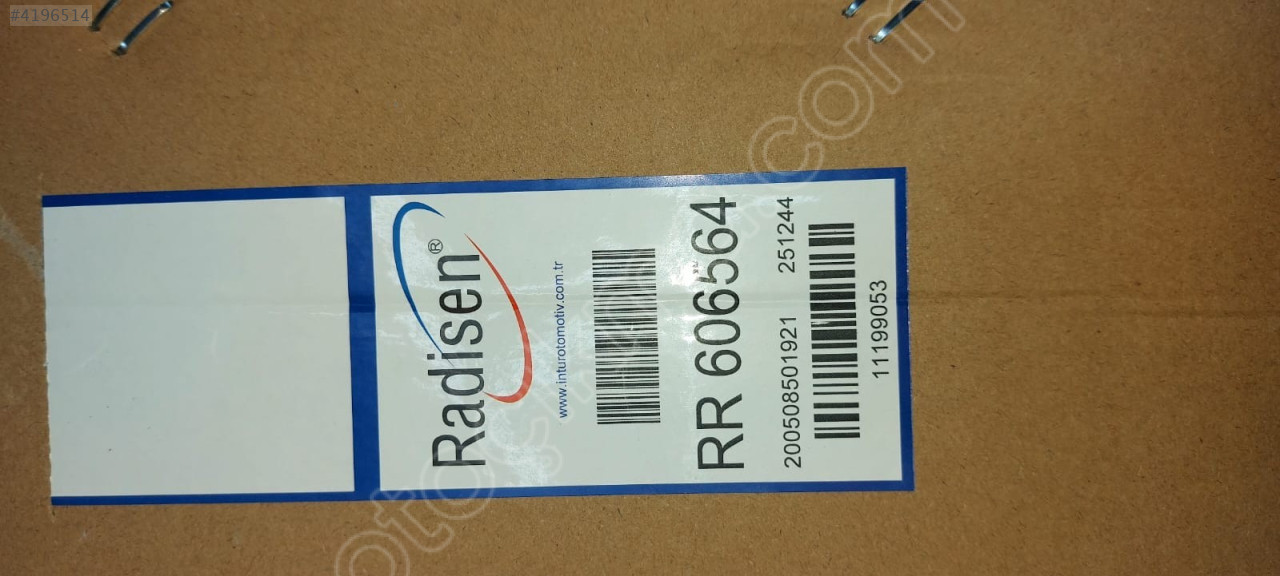 #4196514
Radisen®
www.inturotomotiv.com.tr
RR 606564
200508501921 251244
11199053